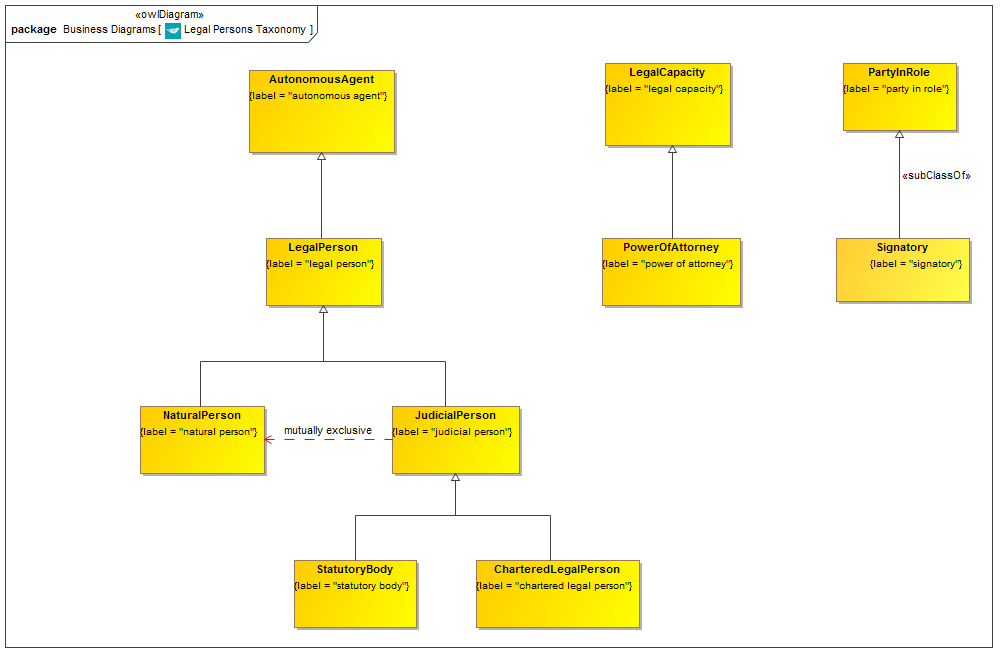 «owlDiagram»
package Business Diagrams [ Legal Persons Taxonomy ]
AutonomousAgent
{label = "autonomous agent"}
LegalCapacity
{label = "legal capacity"}
PartyInRole
{label = "party in role"}
«subClassOf»
LegalPerson
{label = "legal person"}
PowerOfAttorney
{label = "power of attorney"}
Signatory
{label = "signatory"}
NaturalPerson
{label = "natural person"}
mutually exclusive
JudicialPerson
{label = "judicial person"}
StatutoryBody
{label = "statutory body"}
CharteredLegalPerson
{label = "chartered legal person"}